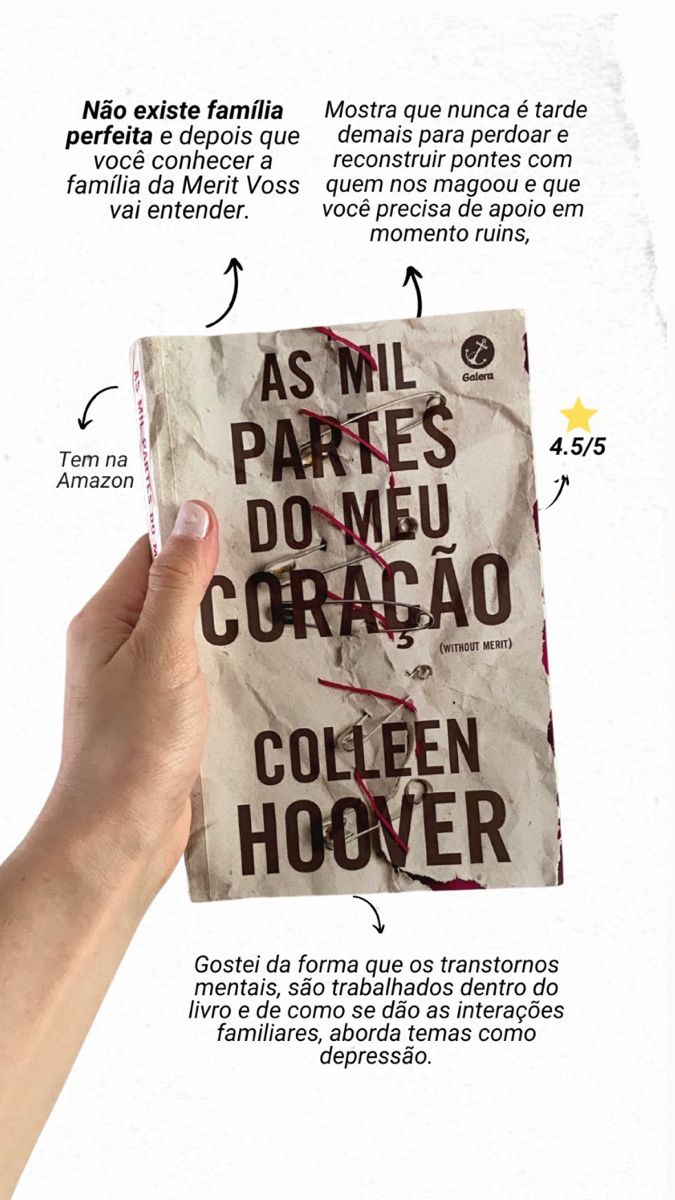 Não existe família
perfeita e depois que
você conhecer a
família da Merit Voss
vai entender.
Mostra que nunca é tarde
demais para perdoar e
reconstruir pontes com
quem nos magoou e que
você precisa de apoio em
momento ruins,
Tem na
Amazon
4.5/5
AS MIL PARTES DO M
AS MIL
PARTES
DO MEU
CORAÇÃO
(WITHOUT MERIT)
COLLEEN
HOOVER
Galera
Gostei da forma que os transtornos
mentais, são trabalhados dentro do
livro e de como se dão as interações
familiares, aborda temas como
depressão.